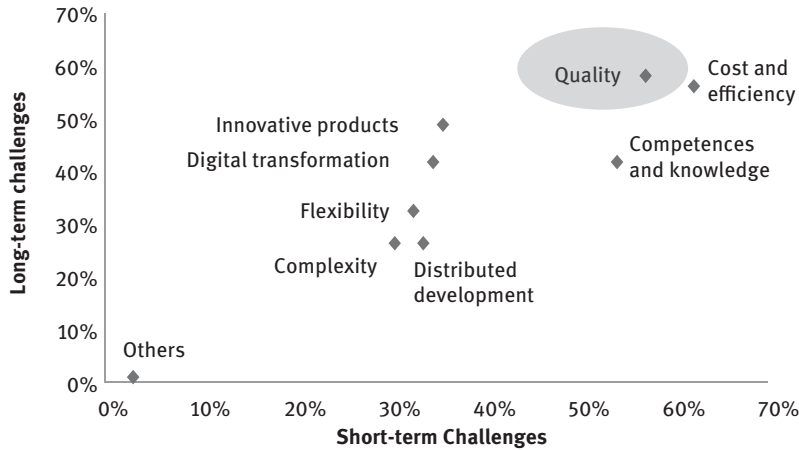 70%
60%
50%
40%
30%
20%
10%
0%
Long-term challenges
Quality
Cost and
efficiency
Innovative products
Digital transformation
Competences
and knowledge
Flexibility
Complexity
Distributed
development
Others
0%
10%
20%
30%
40%
50%
60%
70%
Short-term Challenges